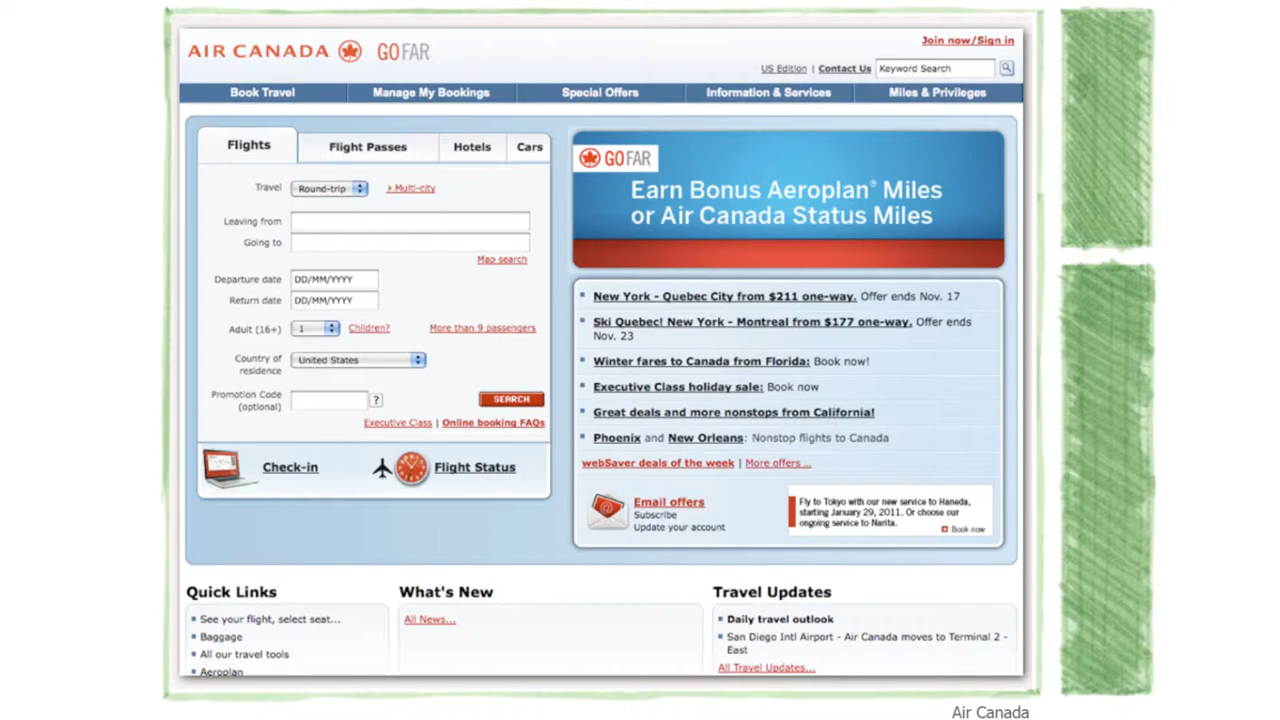 AIR CANADA GO FAR
Join now/Sign in
US Edition | Contact Us Keyword Search
Book Travel Manage My Bookings Special Offers Information & Services Miles & Privileges
Flights Flight Passes Hotels Cars
Travel Round-trip › Multi-city
Leaving from
Going to
Map search
Departure date DD/MM/YYYY
Return date DD/MM/YYYY
Adult (16+) 1 Children? More than 9 passengers
Country of
residence United States
Promotion Code
(optional) ? SEARCH
Executive Class | Online booking FAQs
Check-in Flight Status
GO FAR
Earn Bonus Aeroplan® Miles
or Air Canada Status Miles
New York - Quebec City from $211 one-way. Offer ends Nov. 17
Ski Quebec! New York - Montreal from $177 one-way. Offer ends
Nov. 23
Winter fares to Canada from Florida: Book now!
Executive Class holiday sale: Book now
Great deals and more nonstops from California!
Phoenix and New Orleans: Nonstop flights to Canada
webSaver deals of the week | More offers ...
Email offers
Subscribe
Update your account
Fly to Tokyo with our new service to Haneda,
starting January 29, 2011. Or choose our
ongoing service to Narita.
Book now
Quick Links
See your flight, select seat...
Baggage
All our travel tools
Aeroplan
What's New
All News...
Travel Updates
Daily travel outlook
San Diego Intl Airport - Air Canada moves to Terminal 2 -
East
All Travel Updates...
Air Canada